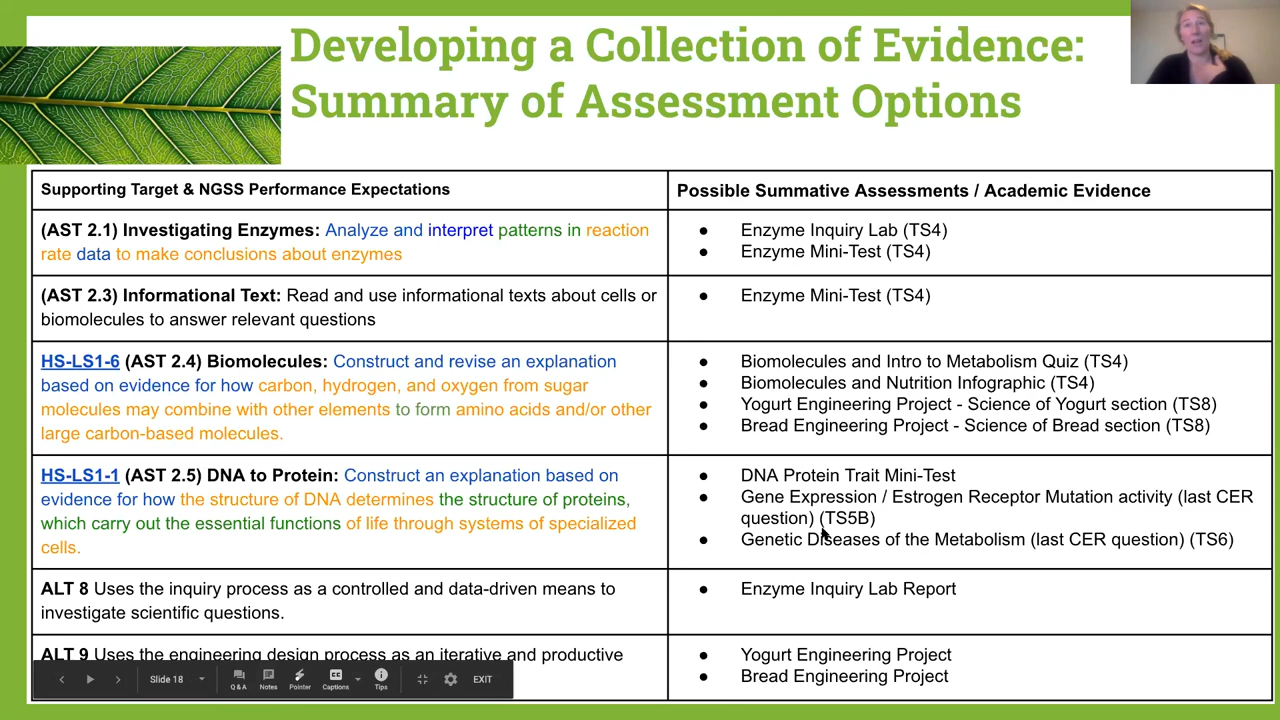 Developing a Collection of Evidence:
Summary of Assessment Options
Supporting Target & NGSS Performance Expectations
Possible Summative Assessments / Academic Evidence
(AST 2.1) Investigating Enzymes: Analyze and interpret patterns in reaction
rate data to make conclusions about enzymes
● Enzyme Inquiry Lab (TS4)
● Enzyme Mini-Test (TS4)
(AST 2.3) Informational Text: Read and use informational texts about cells or
biomolecules to answer relevant questions
● Enzyme Mini-Test (TS4)
HS-LS1-6 (AST 2.4) Biomolecules: Construct and revise an explanation
based on evidence for how carbon, hydrogen, and oxygen from sugar
molecules may combine with other elements to form amino acids and/or other
large carbon-based molecules.
● Biomolecules and Intro to Metabolism Quiz (TS4)
● Biomolecules and Nutrition Infographic (TS4)
● Yogurt Engineering Project - Science of Yogurt section (TS8)
● Bread Engineering Project - Science of Bread section (TS8)
HS-LS1-1 (AST 2.5) DNA to Protein: Construct an explanation based on
evidence for how the structure of DNA determines the structure of proteins,
which carry out the essential functions of life through systems of specialized
cells.
● DNA Protein Trait Mini-Test
● Gene Expression / Estrogen Receptor Mutation activity (last CER
question) (TS5B)
● Genetic Diseases of the Metabolism (last CER question) (TS6)
ALT 8 Uses the inquiry process as a controlled and data-driven means to
investigate scientific questions.
● Enzyme Inquiry Lab Report
ALT 9 Uses the engineering design process as an iterative and productive
● Yogurt Engineering Project
● Bread Engineering Project
Slide 18
Q & A
Notes
Pointer
Captions
Tips
EXIT